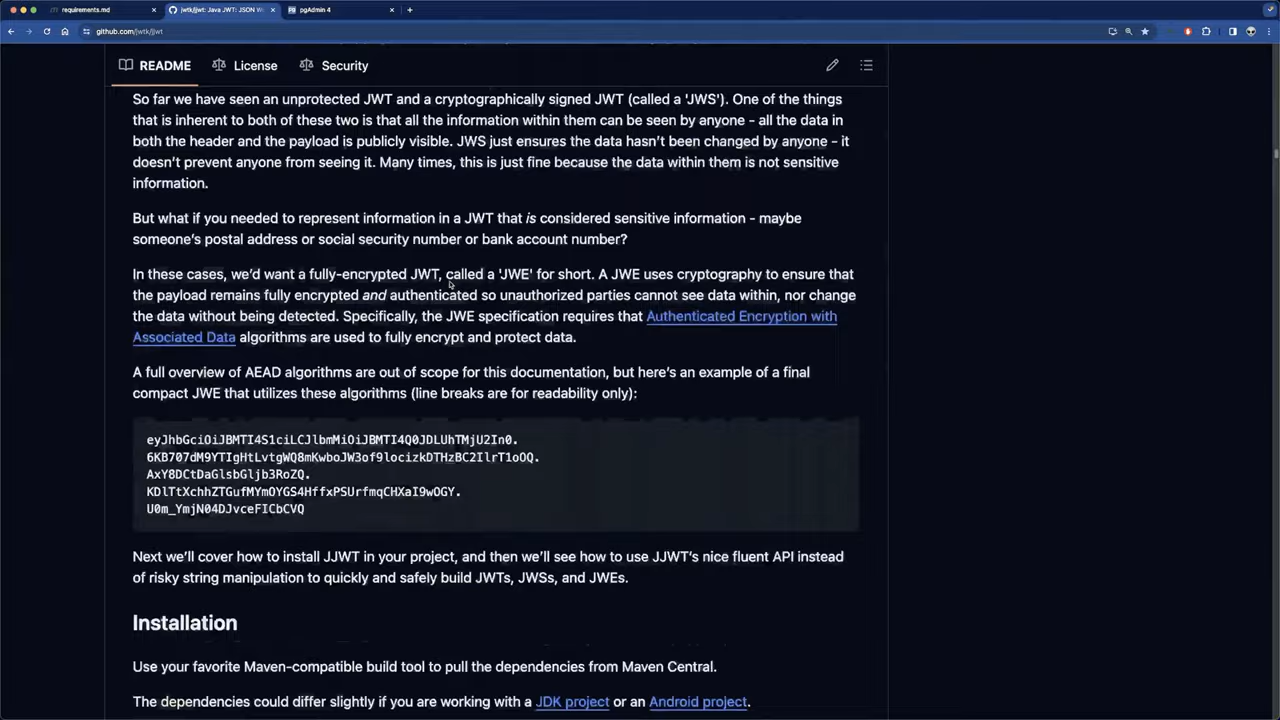 requirements.md
jwtk/jjwt: Java JWT: JSON W
pgAdmin 4
github.com/jwtk/jjwt
README
License
Security
So far we have seen an unprotected JWT and a cryptographically signed JWT (called a 'JWS'). One of the things
that is inherent to both of these two is that all the information within them can be seen by anyone - all the data in
both the header and the payload is publicly visible. JWS just ensures the data hasn't been changed by anyone - it
doesn't prevent anyone from seeing it. Many times, this is just fine because the data within them is not sensitive
information.
But what if you needed to represent information in a JWT that is considered sensitive information - maybe
someone's postal address or social security number or bank account number?
In these cases, we'd want a fully-encrypted JWT, called a 'JWE' for short. A JWE uses cryptography to ensure that
the payload remains fully encrypted and authenticated so unauthorized parties cannot see data within, nor change
the data without being detected. Specifically, the JWE specification requires that Authenticated Encryption with
Associated Data algorithms are used to fully encrypt and protect data.
A full overview of AEAD algorithms are out of scope for this documentation, but here's an example of a final
compact JWE that utilizes these algorithms (line breaks are for readability only):
eyJhbGciOiJBMTI4S1ciLCJlbmMiOiJBMTI4Q0JDLUhTMjU2In0.
6KB707dM9YTIgHtLvtgWQ8mKwboJW3of9locizkDTHzBC2IlrT1oOQ.
AxY8DCtDaGlsbGljb3RoZQ.
KDlTtXchhZTGufMYmOYGS4HffxPSUrfmqCHXaI9wOGY.
U0m_YmjN04DJvceFICbCVQ
Next we'll cover how to install JJWT in your project, and then we'll see how to use JJWT's nice fluent API instead
of risky string manipulation to quickly and safely build JWTs, JWSs, and JWEs.
Installation
Use your favorite Maven-compatible build tool to pull the dependencies from Maven Central.
The dependencies could differ slightly if you are working with a JDK project or an Android project.